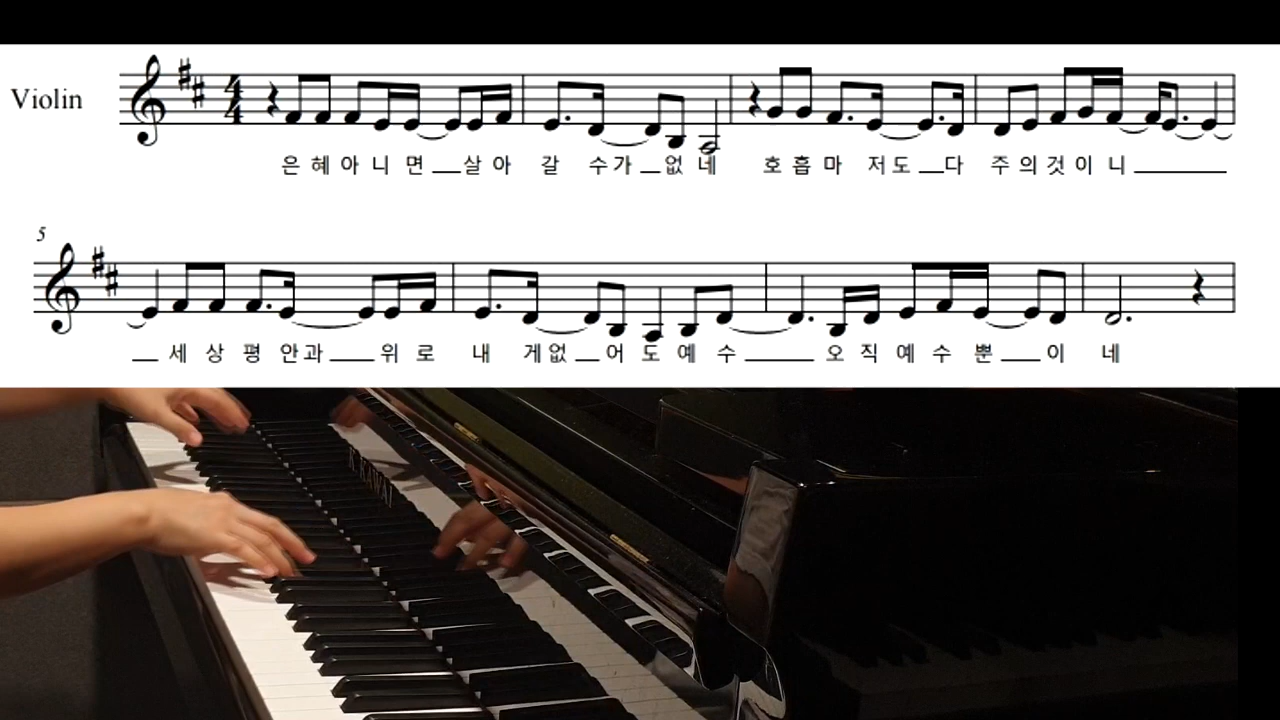 Violin
은 혜 아 니 면 살 아 갈 수 가 없 네 호 흡 마 저 도 다 주 의 것 이 니
5
세 상 평 안 과 위 로 내 게 없 어 도 예 수 오 직 예 수 뿐 이 네